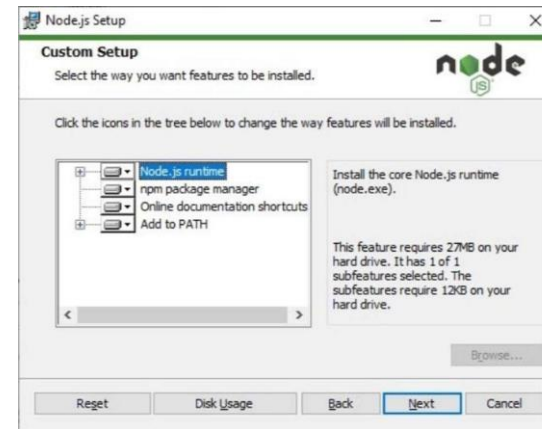 Node.js Setup
Custom Setup
Select the way you want features to be installed.
node
JS
Click the icons in the tree below to change the way features will be installed.
Node.js runtime
npm package manager
Online documentation shortcuts
Add to PATH
Install the core Node.js runtime
(node.exe).
This feature requires 27MB on your
hard drive. It has 1 of 1
subfeatures selected. The
subfeatures require 12KB on your
hard drive.
Browse...
Reset
Disk Usage
Back
Next
Cancel